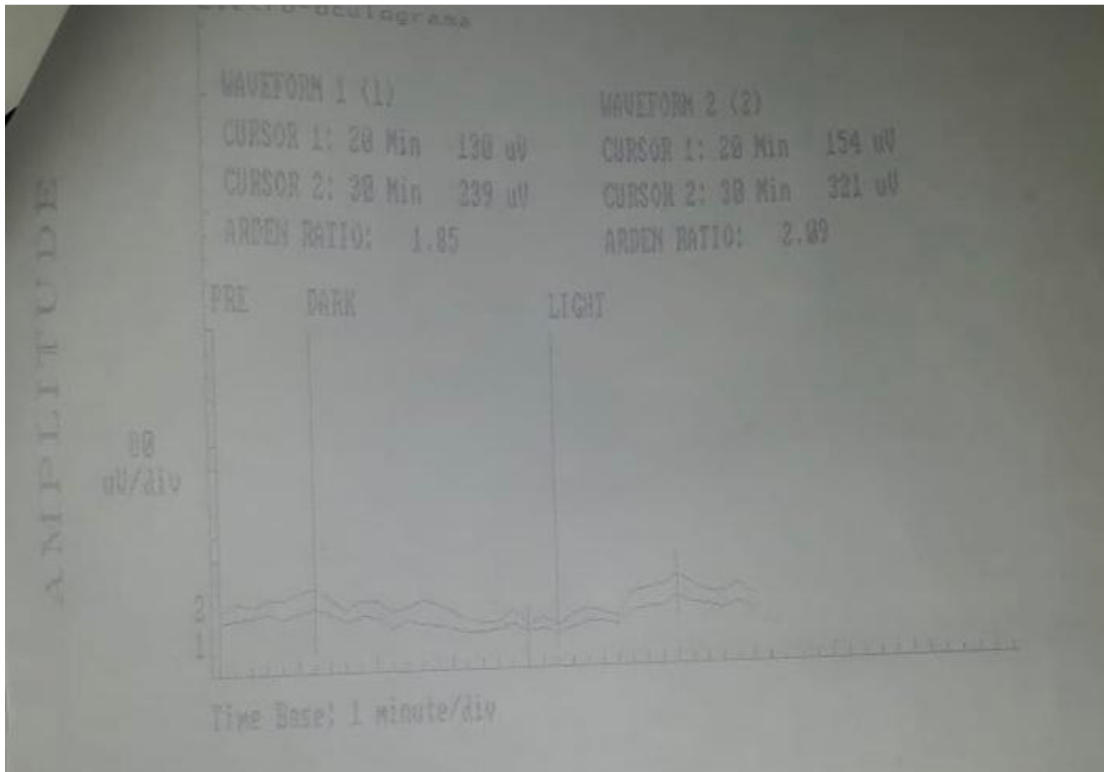 Electro-Oculograma
WAVEFORM 1 (1)
CURSOR 1: 20 Min 130 uV
CURSOR 2: 30 Min 239 uV
ARDEN RATIO: 1.85
WAVEFORM 2 (2)
CURSOR 1: 20 Min 154 uV
CURSOR 2: 30 Min 321 uV
ARDEN RATIO: 2.09
PRE DARK LIGHT
AMPLITUDE
uV/div
2
1
Time Base: 1 minute/div